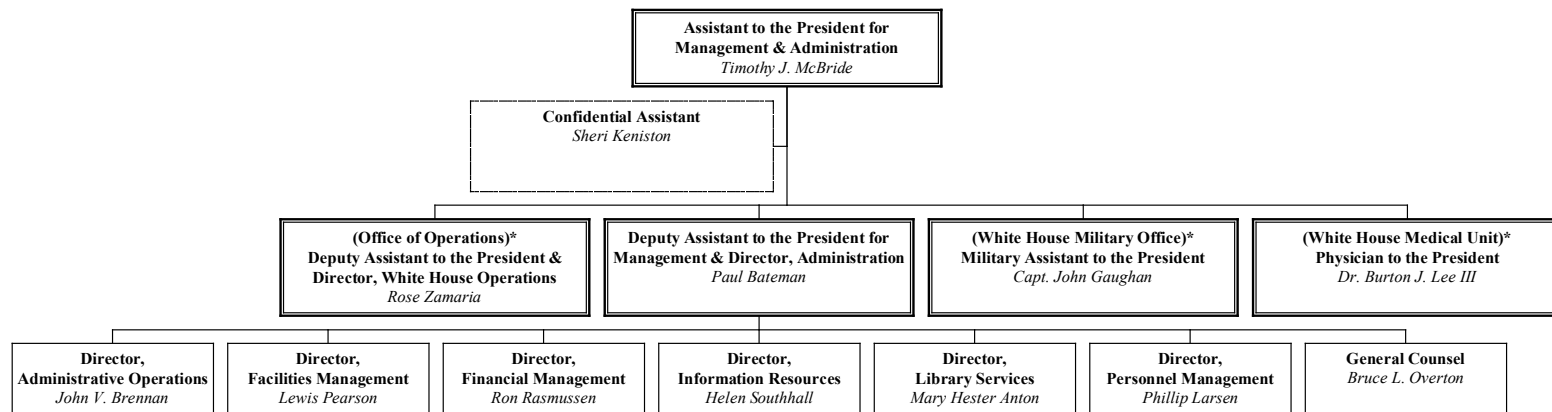 Assistant to the President for
Management & Administration
Timothy J. McBride
Confidential Assistant
Sheri Keniston
(Office of Operations)*
Deputy Assistant to the President &
Director, White House Operations
Rose Zamaria
Deputy Assistant to the President for
Management & Director, Administration
Paul Bateman
(White House Military Office)*
Military Assistant to the President
Capt. John Gaughan
(White House Medical Unit)*
Physician to the President
Dr. Burton J. Lee III
Director,
Administrative Operations
John V. Brennan
Director,
Facilities Management
Lewis Pearson
Director,
Financial Management
Ron Rasmussen
Director,
Information Resources
Helen Southhall
Director,
Library Services
Mary Hester Anton
Director,
Personnel Management
Phillip Larsen
General Counsel
Bruce L. Overton